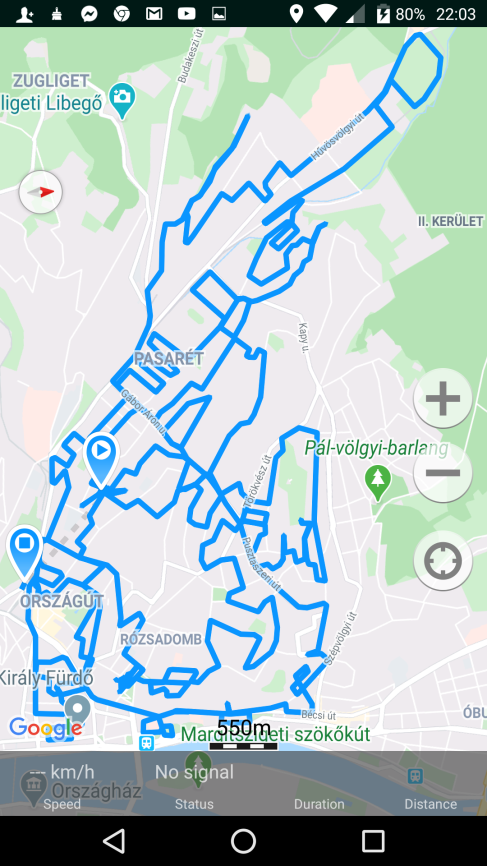 80% 22:03
Budakeszi út
ZUGLIGET
ligeti Libegő
Hűvösvölgyi út
II. KERÜLET
Kapy u.
PASARÉT
Gábor Áron u.
Pál-völgyi-barlang
Törökvész út
Pusztaszeri út
ORSZÁGÚT
RÓZSADOMB
Szépvölgyi út
Király Fürdő
ÓBU
Bécsi út
Google
550m
Margitszigeti szökőkút
--- km/h
No signal
Országház
Speed
Status
Duration
Distance